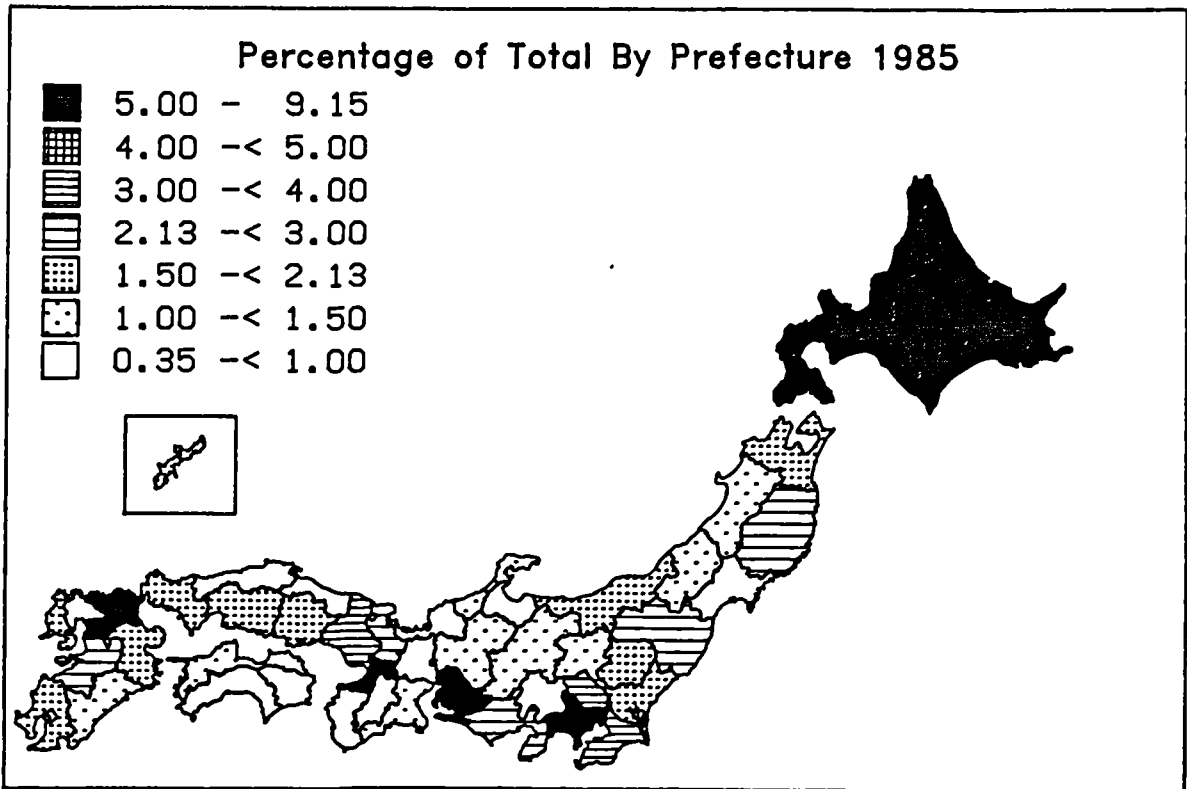 Percentage of Total By Prefecture 1985
5.00 - 9.15
4.00 -< 5.00
3.00 -< 4.00
2.13 -< 3.00
1.50 -< 2.13
1.00 -< 1.50
0.35 -< 1.00